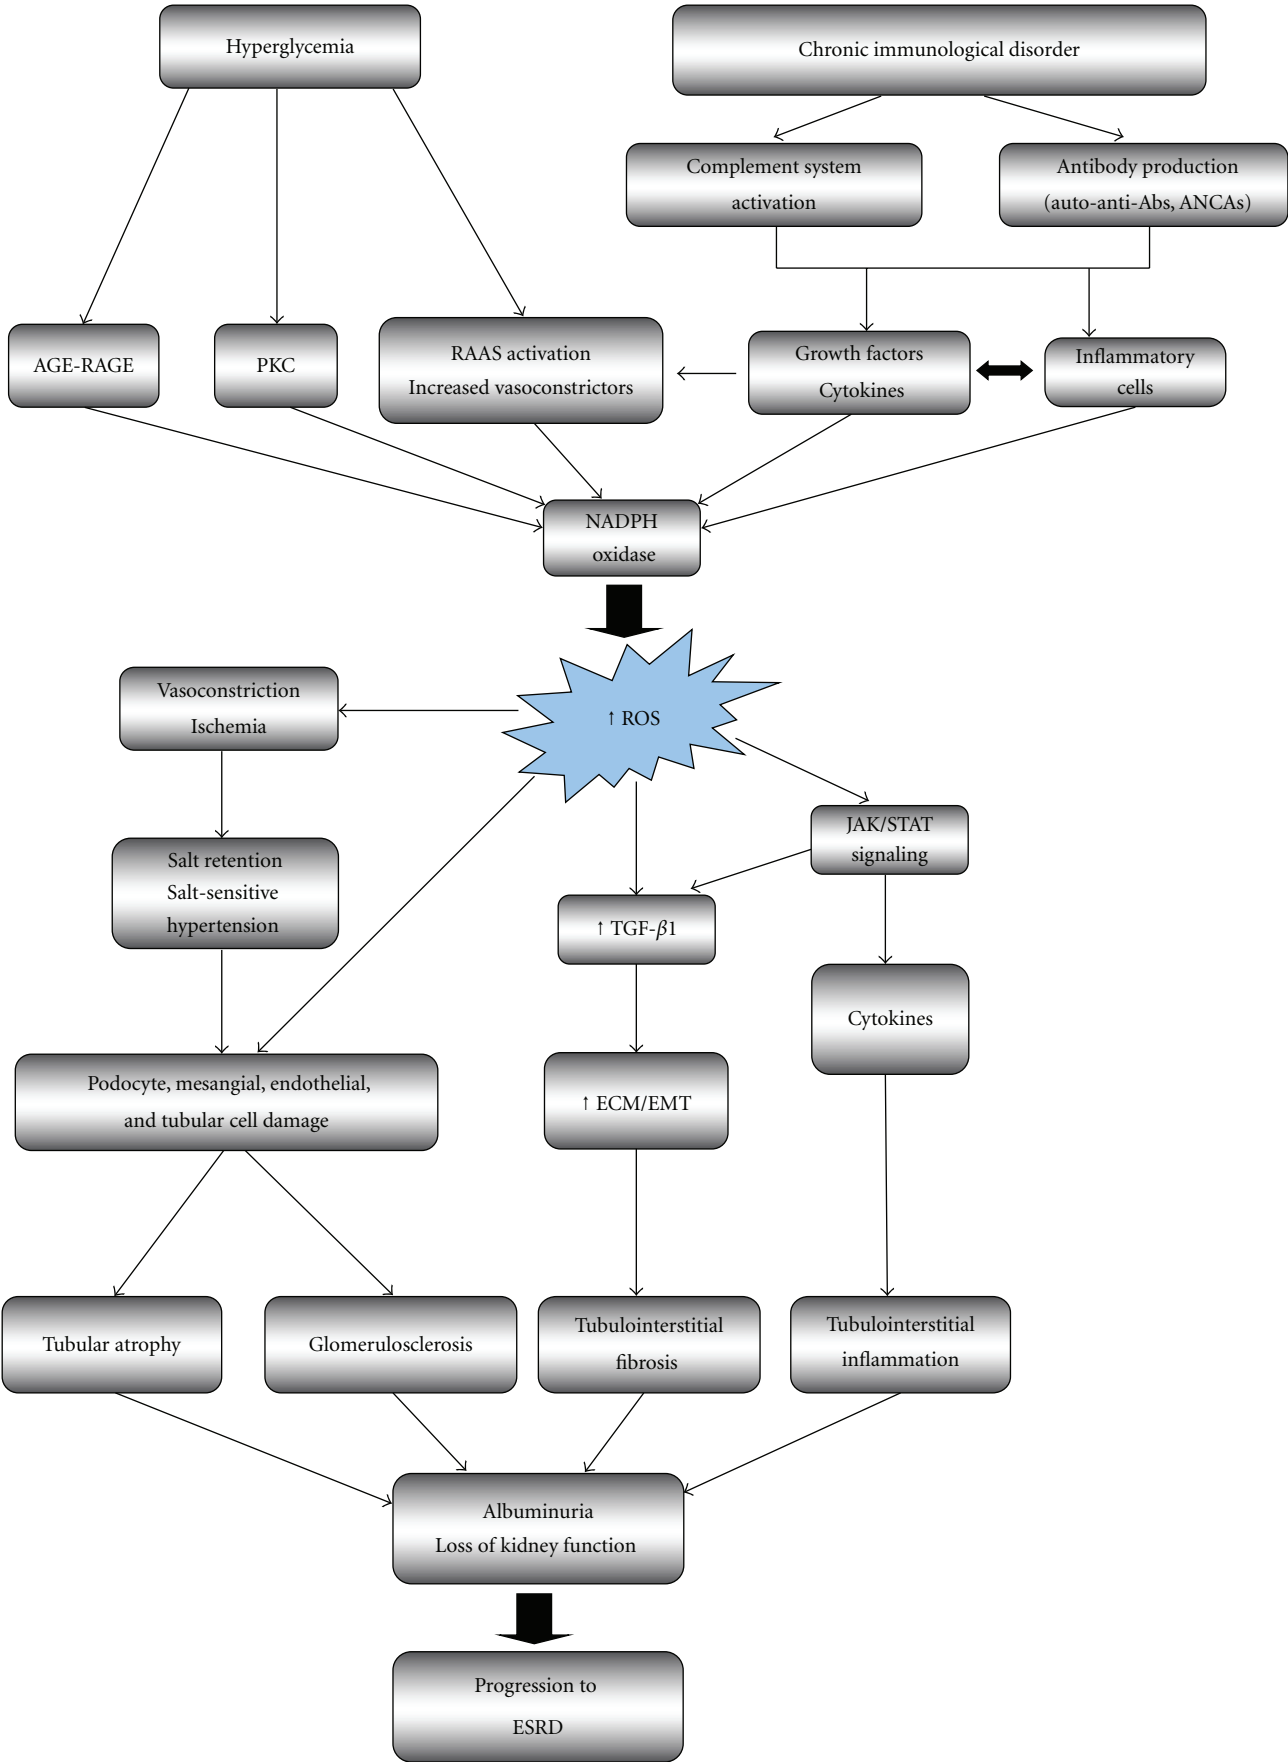 Hyperglycemia
Chronic immunological disorder
Complement system
activation
Antibody production
(auto-anti-Abs, ANCAs)
AGE-RAGE
PKC
RAAS activation
Increased vasoconstrictors
Growth factors
Cytokines
Inflammatory
cells
NADPH
oxidase
↑ ROS
Vasoconstriction
Ischemia
JAK/STAT
signaling
Salt retention
Salt-sensitive
hypertension
↑ TGF-β1
Cytokines
Podocyte, mesangial, endothelial,
and tubular cell damage
↑ ECM/EMT
Tubular atrophy
Glomerulosclerosis
Tubulointerstitial
fibrosis
Tubulointerstitial
inflammation
Albuminuria
Loss of kidney function
Progression to
ESRD